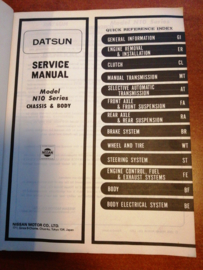 DATSUN
SERVICE
MANUAL
Model
N10 Series
CHASSIS & BODY
NISSAN MOTOR CO., LTD.
QUICK REFERENCE INDEX
GENERAL INFORMATION GI
ENGINE REMOVAL
& INSTALLATION ER
CLUTCH CL
MANUAL TRANSMISSION MT
SELECTIVE AUTOMATIC
TRANSMISSION AT
FRONT AXLE
& FRONT SUSPENSION FA
REAR AXLE
& REAR SUSPENSION RA
BRAKE SYSTEM BR
WHEEL AND TIRE WT
STEERING SYSTEM ST
ENGINE CONTROL, FUEL
& EXHAUST SYSTEMS FE
BODY BF
BODY ELECTRICAL SYSTEM BE